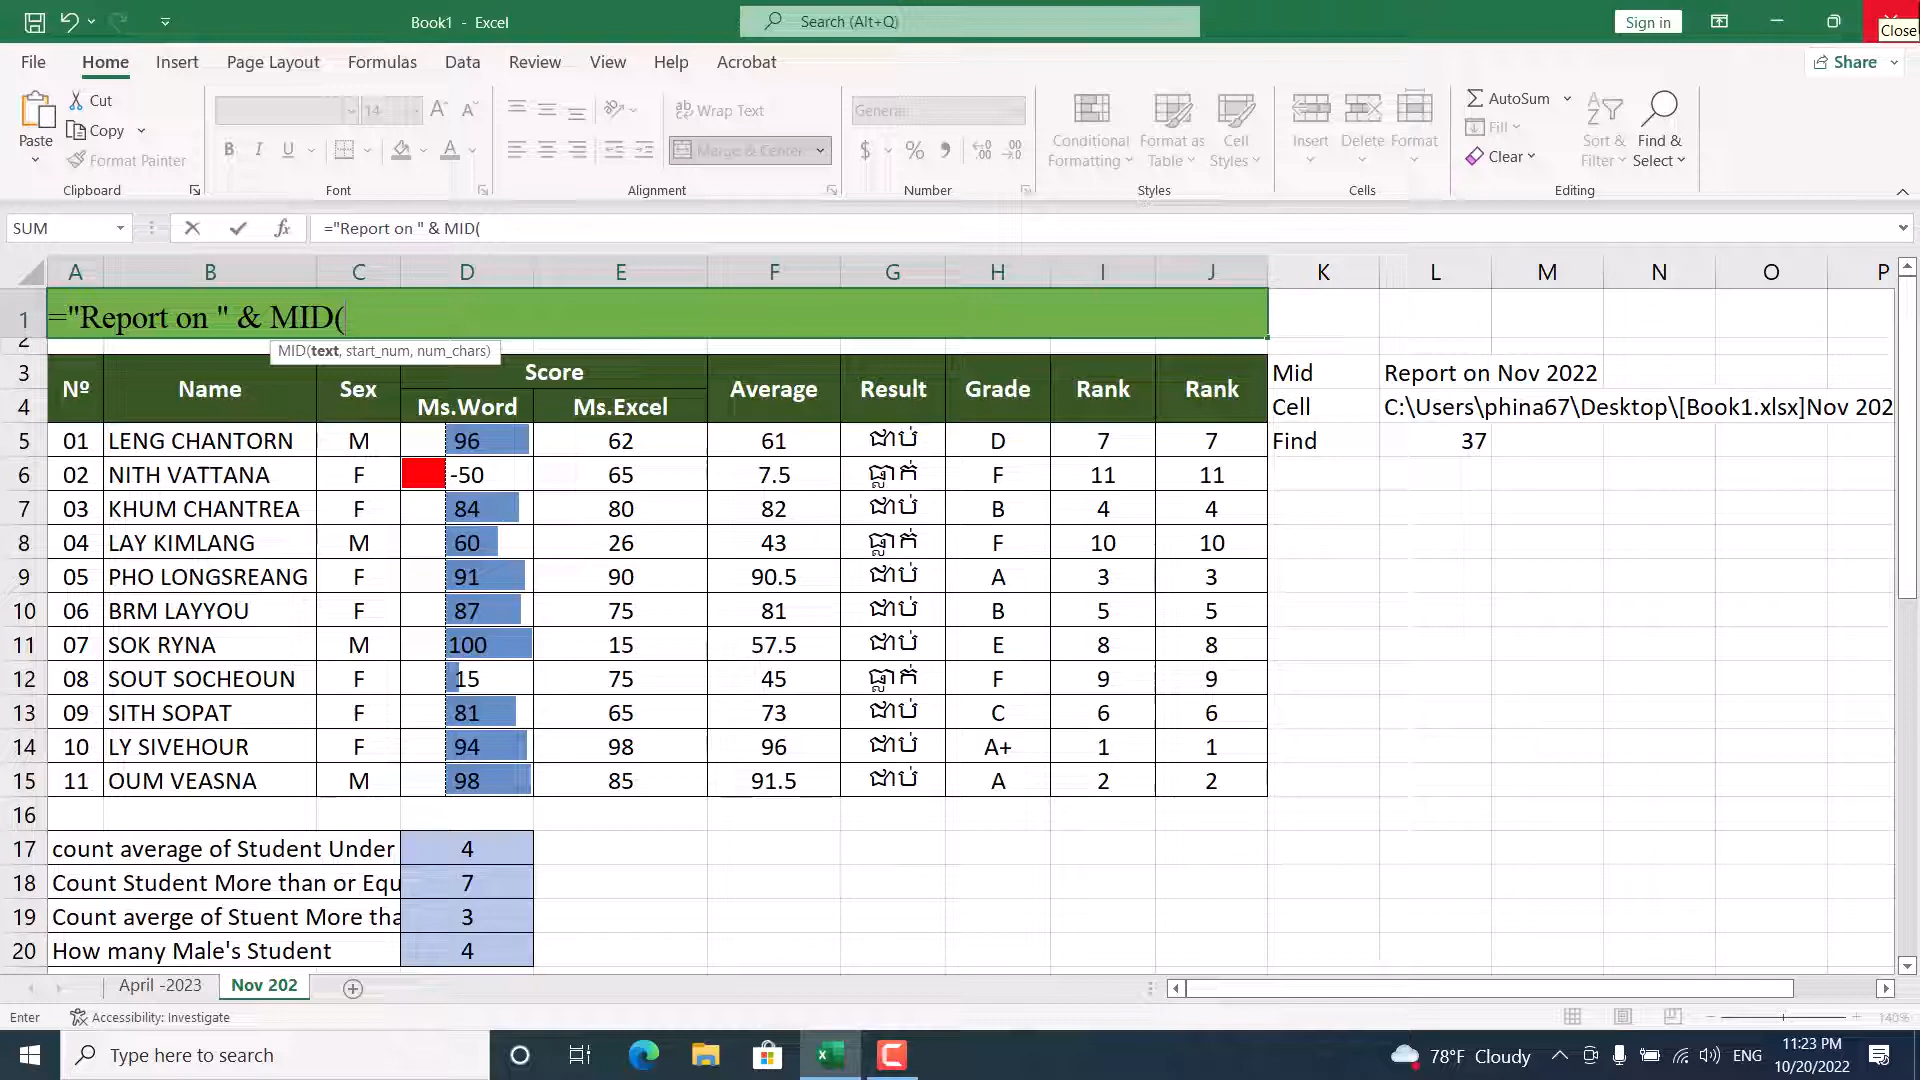 Book1 - Excel
Search (Alt+Q)
Sign in
Close
File Home Insert Page Layout Formulas Data Review View Help Acrobat
Share
Paste
Cut
Copy
Format Painter
Clipboard
14
Font
Wrap Text
Merge & Center
Alignment
General
Number
Conditional Formatting
Format as Table
Cell Styles
Styles
Insert Delete Format
Cells
AutoSum
Fill
Clear
Sort & Filter
Find & Select
Editing
SUM
="Report on " & MID(
A B C D E F G H I J K L M N O P
1 ="Report on " & MID(
2
MID(text, start_num, num_chars)
3 Nº Name Sex Score Average Result Grade Rank Rank Mid Report on Nov 2022
4 Ms.Word Ms.Excel Cell C:\Users\phina67\Desktop\[Book1.xlsx]Nov 202
5 01 LENG CHANTORN M 96 62 61 ជាប់ D 7 7 Find 37
6 02 NITH VATTANA F -50 65 7.5 ធ្លាក់ F 11 11
7 03 KHUM CHANTREA F 84 80 82 ជាប់ B 4 4
8 04 LAY KIMLANG M 60 26 43 ធ្លាក់ F 10 10
9 05 PHO LONGSREANG F 91 90 90.5 ជាប់ A 3 3
10 06 BRM LAYYOU F 87 75 81 ជាប់ B 5 5
11 07 SOK RYNA M 100 15 57.5 ជាប់ E 8 8
12 08 SOUT SOCHEOUN F 15 75 45 ធ្លាក់ F 9 9
13 09 SITH SOPAT F 81 65 73 ជាប់ C 6 6
14 10 LY SIVEHOUR F 94 98 96 ជាប់ A+ 1 1
15 11 OUM VEASNA M 98 85 91.5 ជាប់ A 2 2
16
17 count average of Student Under 4
18 Count Student More than or Equ 7
19 Count averge of Stuent More tha 3
20 How many Male's Student 4
April -2023 Nov 202
Enter
Accessibility: Investigate
140%
Type here to search
78°F Cloudy
ENG
11:23 PM
10/20/2022